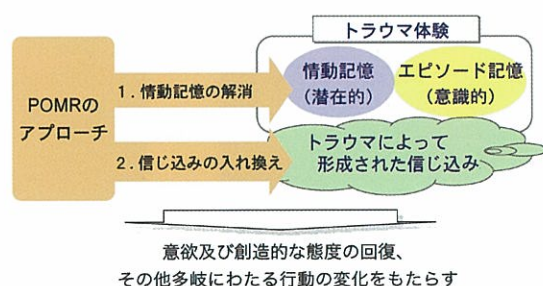 トラウマ体験
POMRの
アプローチ
1. 情動記憶の解消
情動記憶
(潜在的)
エピソード記憶
(意識的)
2. 信じ込みの入れ換え
トラウマによって
形成された信じ込み
意欲及び創造的な態度の回復、
その他多岐にわたる行動の変化をもたらす